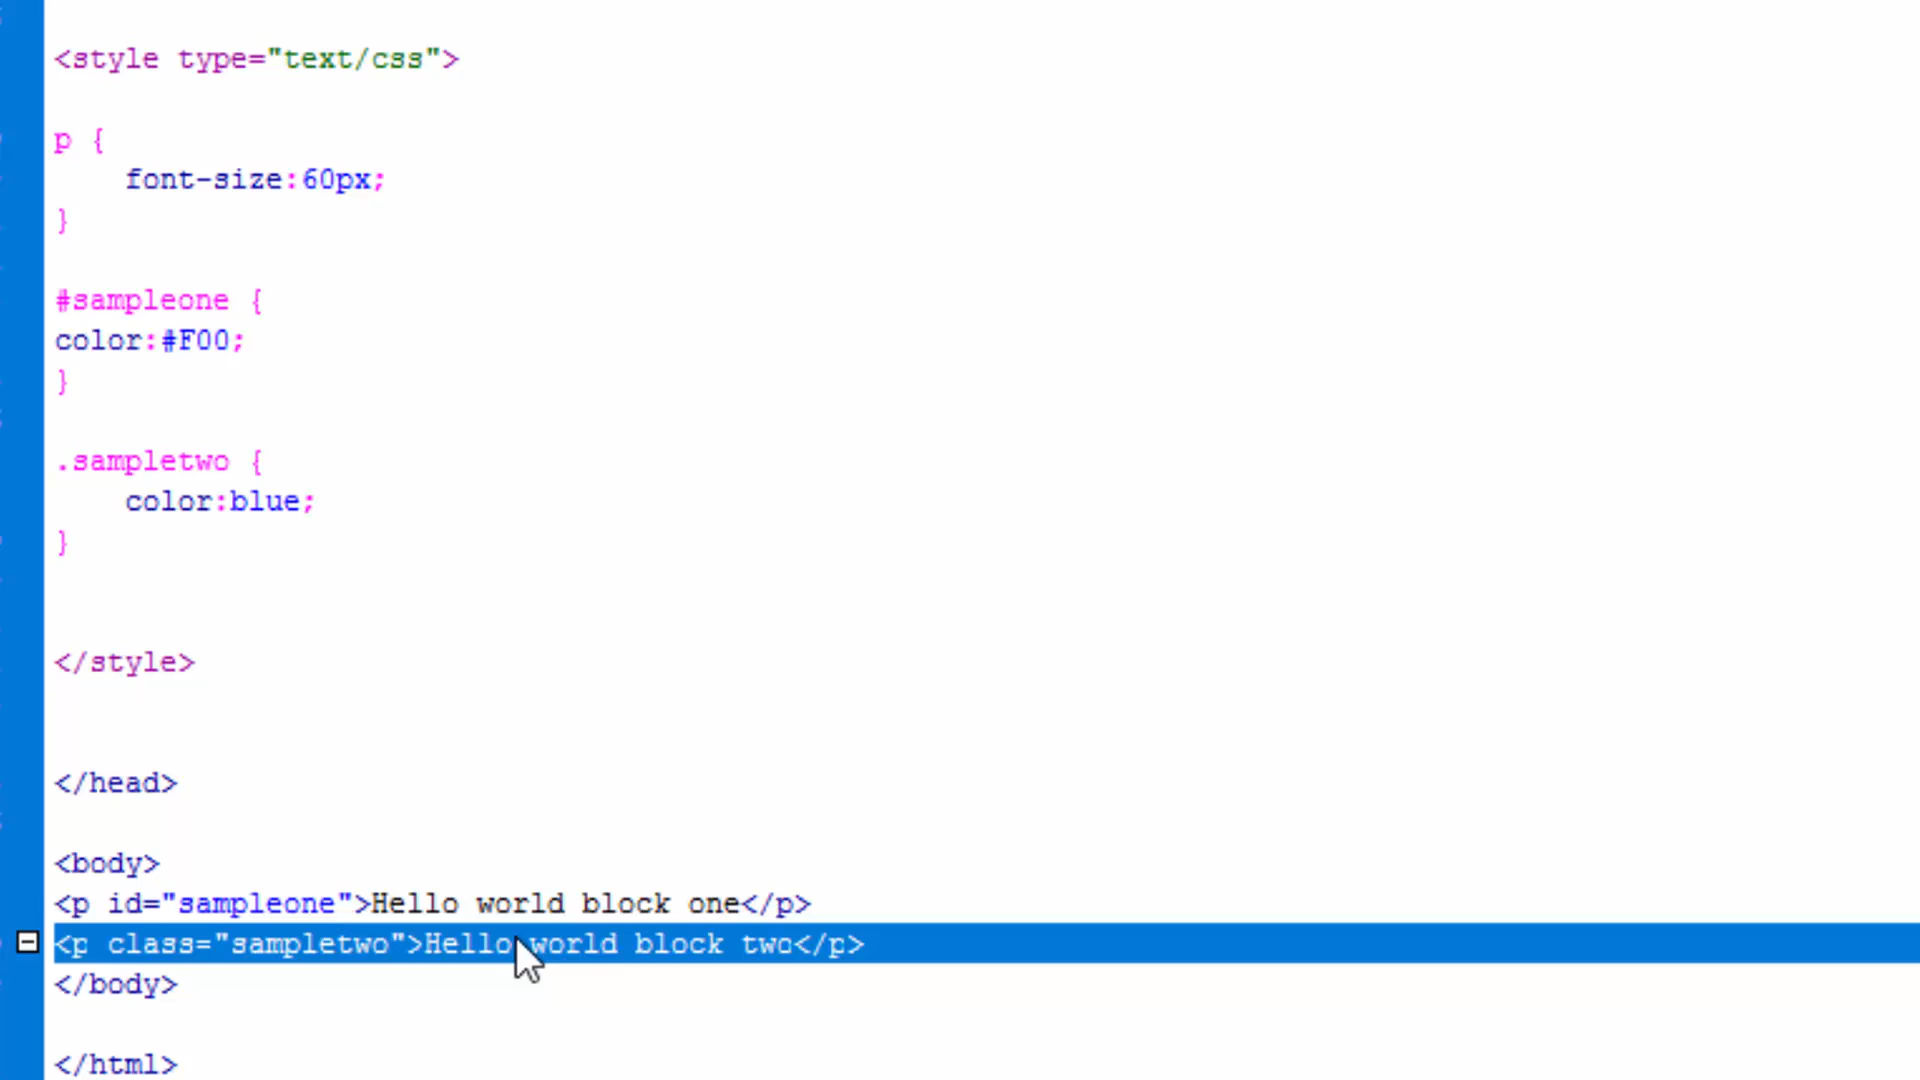 <style type="text/css">
p {
font-size:60px;
}
#sampleone {
color:#F00;
}
.sampletwo {
color:blue;
}
</style>
</head>
<body>
<p id="sampleone">Hello world block one</p>
<p class="sampletwo">Hello world block two</p>
</body>
</html>